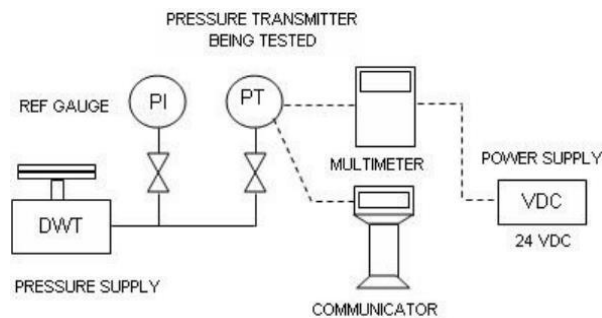 PRESSURE TRANSMITTER
BEING TESTED
REF GAUGE
PI
PT
MULTIMETER
POWER SUPPLY
VDC
24 VDC
DWT
PRESSURE SUPPLY
COMMUNICATOR